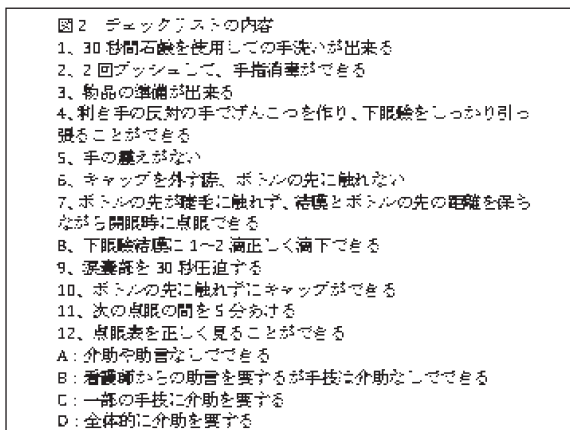 図2　チェックリストの内容
1、30 秒間石鹸を使用しての手洗いが出来る
2、2 回プッシュして、手指消毒ができる
3、物品の準備が出来る
4、利き手の反対の手でげんこつを作り、下眼瞼をしっかり引っ
張ることができる
5、手の震えがない
6、キャップを外す際、ボトルの先に触れない
7、ボトルの先が睫毛に触れず、結膜とボトルの先の距離を保ち
ながら開眼時に点眼できる
8、下眼瞼結膜に 1～2 滴正しく滴下できる
9、涙嚢部を 30 秒圧迫する
10、ボトルの先に触れずにキャップができる
11、次の点眼の間を 5 分あける
12、点眼表を正しく見ることができる
A：介助や助言なしでできる
B：看護師からの助言を要するが手技は介助なしでできる
C：一部の手技に介助を要する
D：全体的に介助を要する